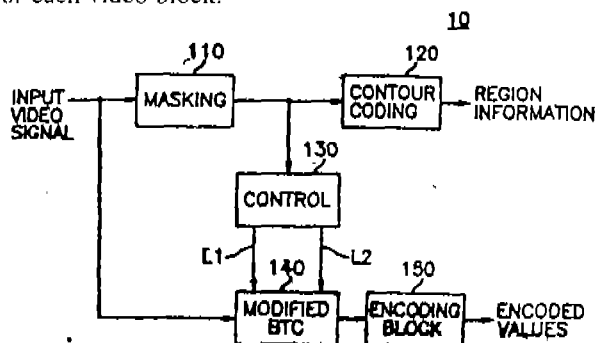 or each video block.
10
110
120
INPUT
VIDEO
SIGNAL
MASKING
CONTOUR
CODING
REGION
INFORMATION
130
CONTROL
L1
L2
140
150
MODIFIED
BTC
ENCODING
BLOCK
ENCODED
VALUES